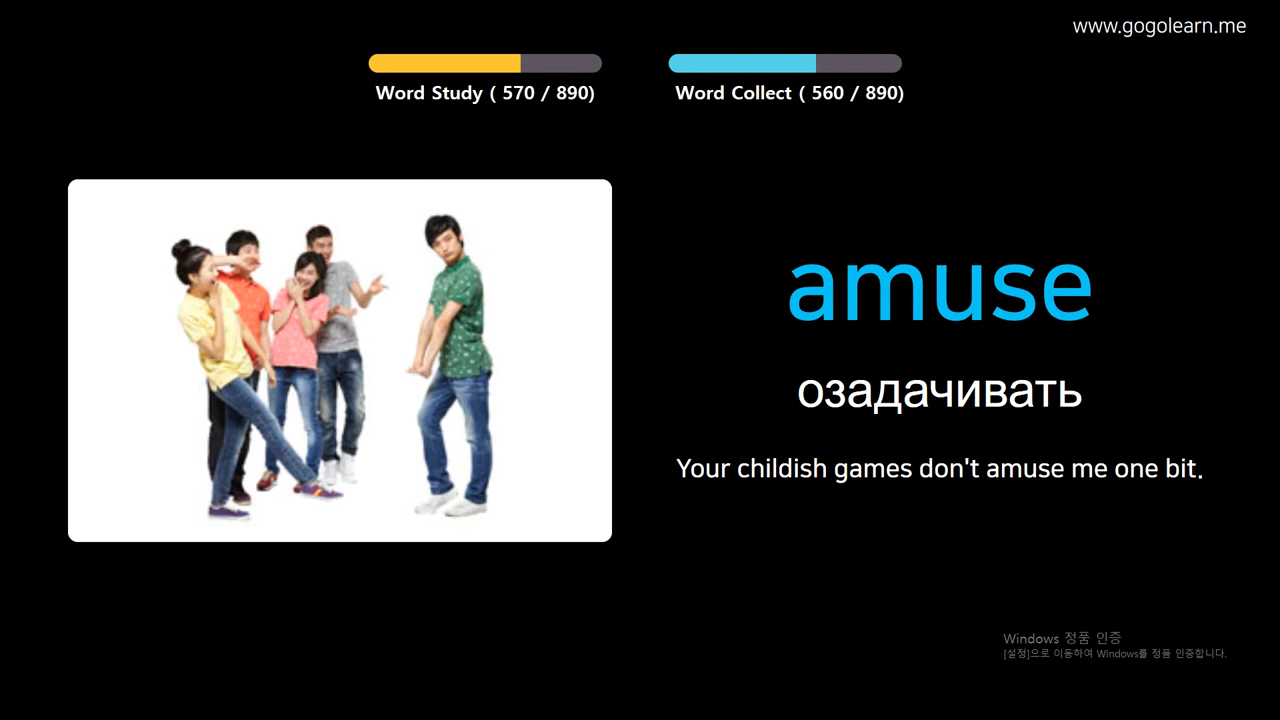 www.gogolearn.me
Word Study ( 570 / 890)
Word Collect ( 560 / 890)
amuse
озадачивать
Your childish games don't amuse me one bit.
Windows 정품 인증
[설정]으로 이동하여 Windows를 정품 인증합니다.